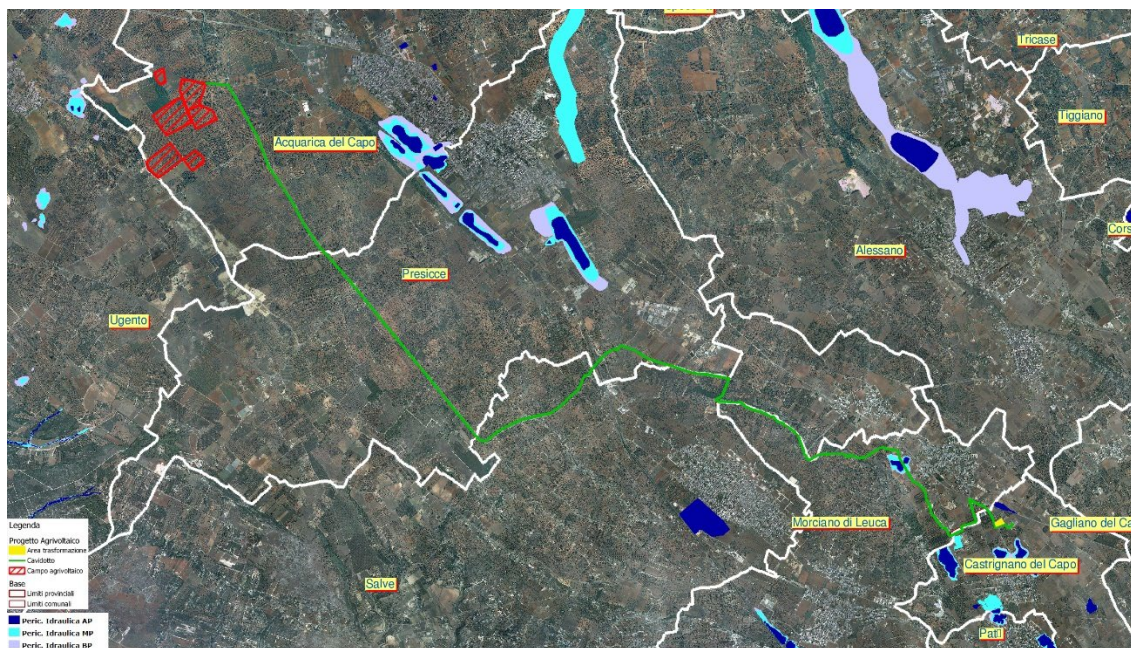 Tricase
Tiggiano
Acquarica del Capo
Alessano
Presicce
Ugento
Morciano di Leuca
Castrignano del Capo
Salve
Legenda
Progetto Agrivoltaico
Area trasformazione
Cavidotto
Campo agrivoltaico
Base
Limiti provinciali
Limiti comunali
Peric. Idraulica AP
Peric. Idraulica MP
Peric. Idraulica BP
Gagliano del Ca
Cors